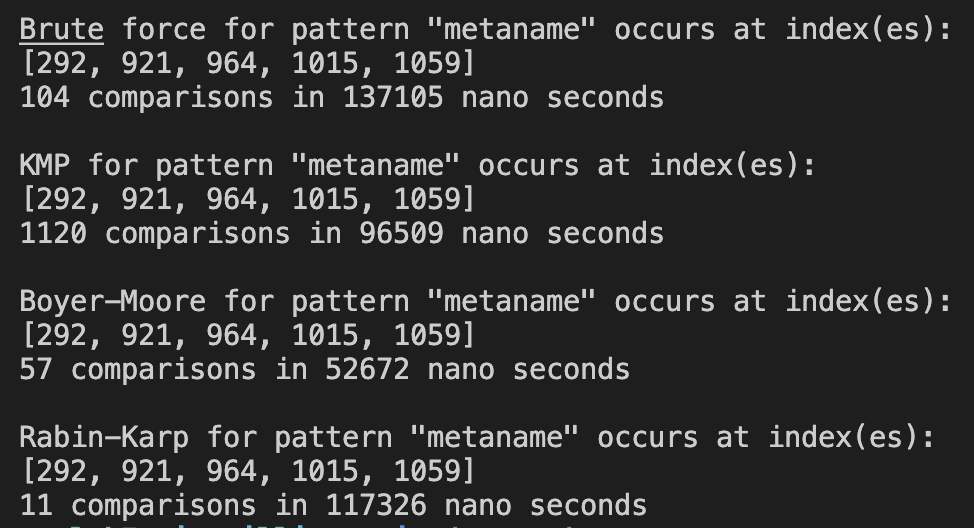 Brute force for pattern "metaname" occurs at index(es):
[292, 921, 964, 1015, 1059]
104 comparisons in 137105 nano seconds
KMP for pattern "metaname" occurs at index(es):
[292, 921, 964, 1015, 1059]
1120 comparisons in 96509 nano seconds
Boyer–Moore for pattern "metaname" occurs at index(es):
[292, 921, 964, 1015, 1059]
57 comparisons in 52672 nano seconds
Rabin–Karp for pattern "metaname" occurs at index(es):
[292, 921, 964, 1015, 1059]
11 comparisons in 117326 nano seconds